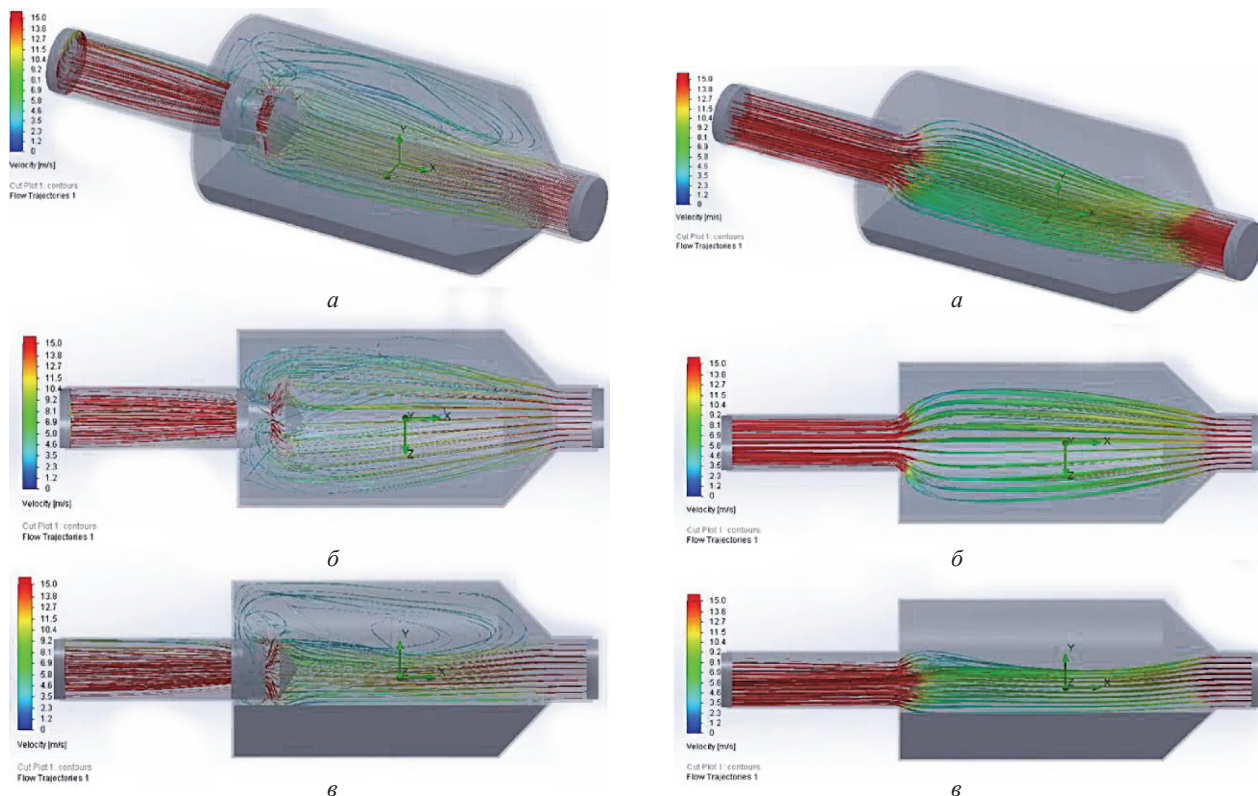 15.0
13.8
12.7
11.5
10.4
9.2
8.1
6.9
5.8
4.6
3.5
2.3
1.2
0
Velocity [m/s]
Cut Plot 1: contours
Flow Trajectories 1
Y
X
а
15.0
13.8
12.7
11.5
10.4
9.2
8.1
6.9
5.8
4.6
3.5
2.3
1.2
0
Velocity [m/s]
Cut Plot 1: contours
Flow Trajectories 1
а
15.0
13.8
12.7
11.5
10.4
9.2
8.1
6.9
5.8
4.6
3.5
2.3
1.2
0
Velocity [m/s]
Cut Plot 1: contours
Flow Trajectories 1
Y
X
Z
б
15.0
13.8
12.7
11.5
10.4
9.2
8.1
6.9
5.8
4.6
3.5
2.3
1.2
0
Velocity [m/s]
Cut Plot 1: contours
Flow Trajectories 1
Y
X
Z
б
15.0
13.8
12.7
11.5
10.4
9.2
8.1
6.9
5.8
4.6
3.5
2.3
1.2
0
Velocity [m/s]
Cut Plot 1: contours
Flow Trajectories 1
Y
X
в
15.0
13.8
12.7
11.5
10.4
9.2
8.1
6.9
5.8
4.6
3.5
2.3
1.2
0
Velocity [m/s]
Cut Plot 1: contours
Flow Trajectories 1
Y
X
в